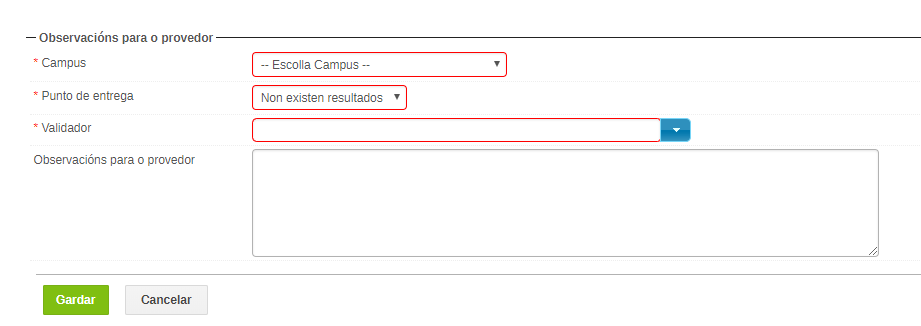 Observacións para o provedor
* Campus
-- Escolla Campus --
* Punto de entrega
Non existen resultados
* Validador
Observacións para o provedor
Gardar
Cancelar